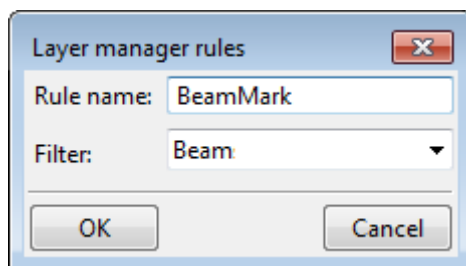 Layer manager rules
Rule name: BeamMark
Filter: Beam
OK Cancel